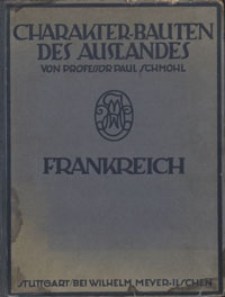 CHARAKTER-BAUTEN
DES AUSLANDES
VON PROFESSOR PAUL SCHMOHL
FRANKREICH
STUTTGART/BEI WILHELM MEYER-ILSCHEN